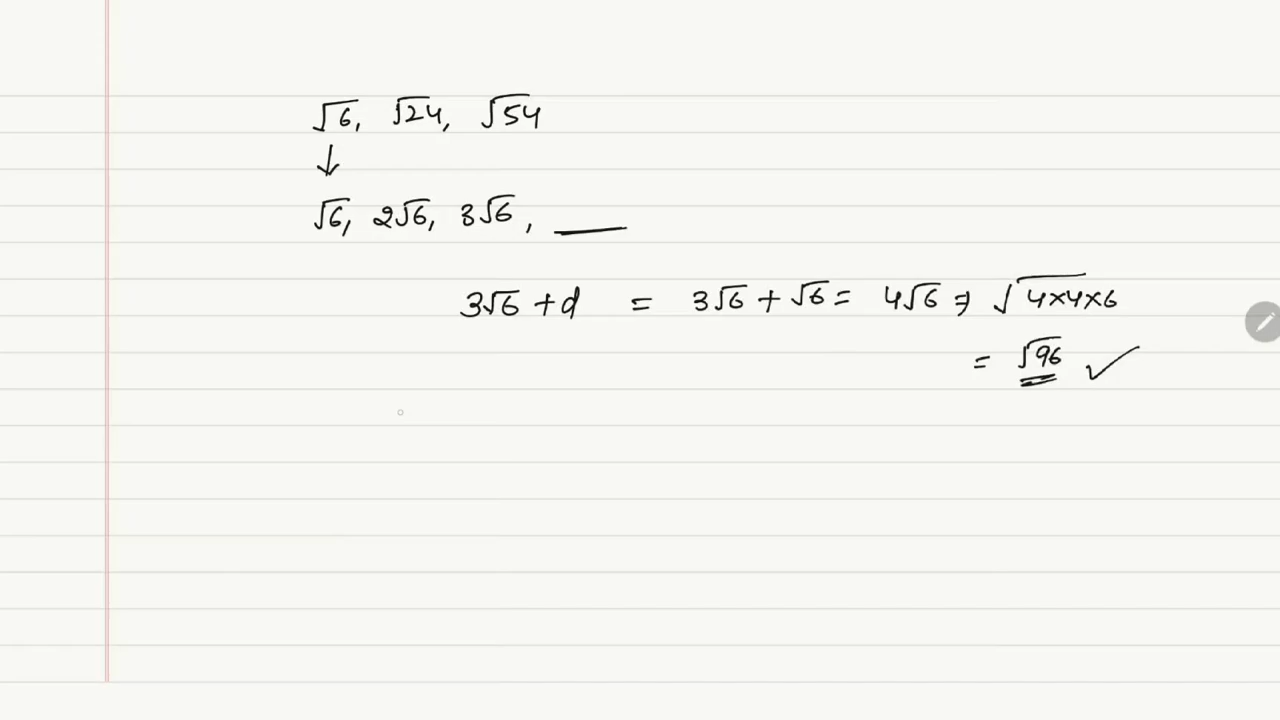 √6, √24, √54
↓
√6, 2√6, 3√6, ____
3√6 + d = 3√6 + √6 = 4√6 ⇒ √4×4×6
= √96 ✓